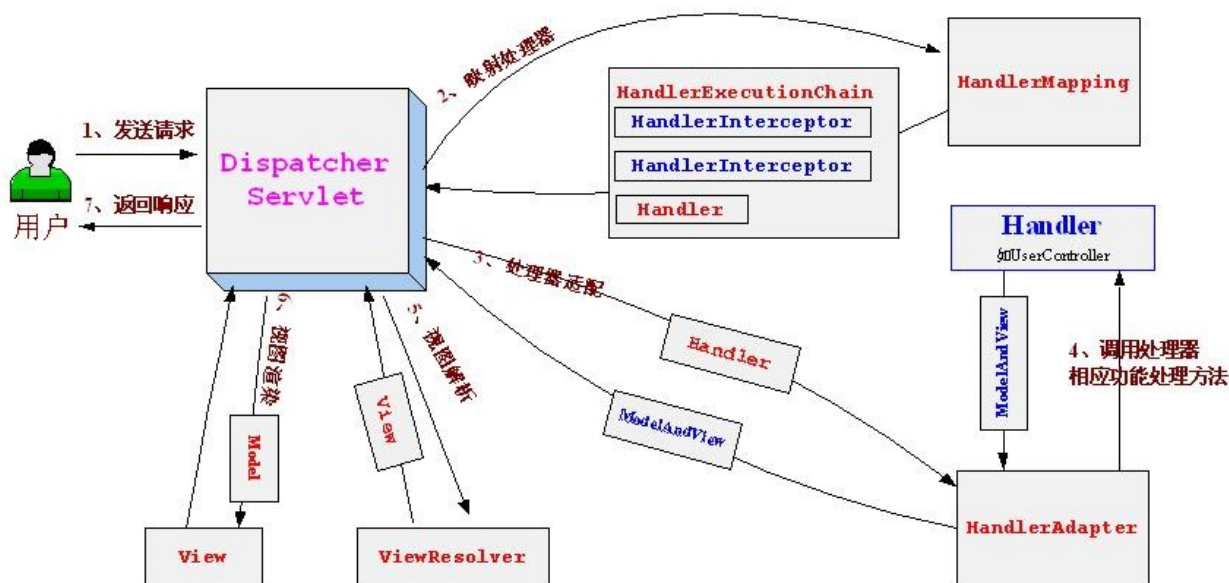 1、发送请求
用户
7、返回响应
Dispatcher
Servlet
2、映射处理器
HandlerMapping
HandlerExecutionChain
HandlerInterceptor
HandlerInterceptor
Handler
3、处理器适配
Handler
HandlerAdapter
4、调用处理器
相应功能处理方法
Handler
如UserController
ModelAndView
ModelAndView
5、视图解析
ViewResolver
View
6、视图渲染
Model
View